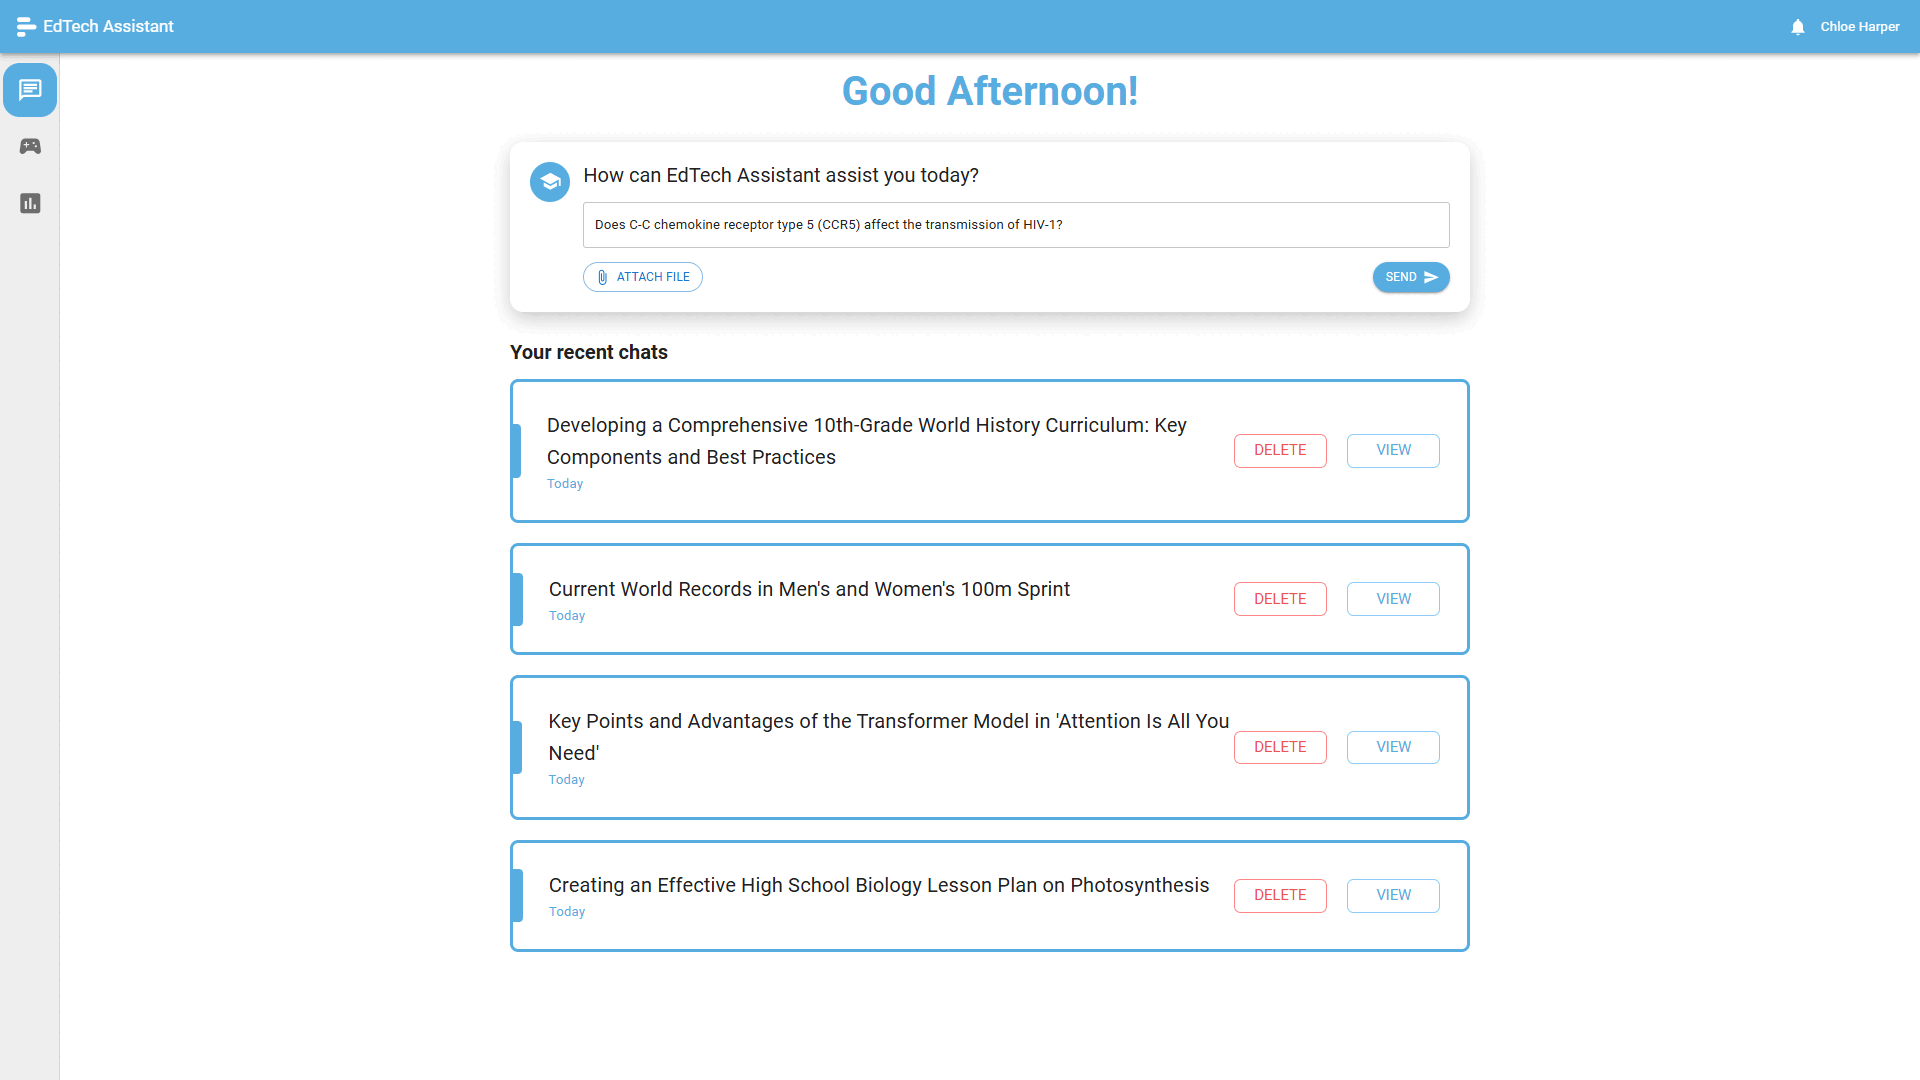 EdTech Assistant
Chloe Harper
Good Afternoon!
How can EdTech Assistant assist you today?
Does C-C chemokine receptor type 5 (CCR5) affect the transmission of HIV-1?
ATTACH FILE
SEND
Your recent chats
Developing a Comprehensive 10th-Grade World History Curriculum: Key
Components and Best Practices
Today
DELETE
VIEW
Current World Records in Men's and Women's 100m Sprint
Today
DELETE
VIEW
Key Points and Advantages of the Transformer Model in 'Attention Is All You
Need'
Today
DELETE
VIEW
Creating an Effective High School Biology Lesson Plan on Photosynthesis
Today
DELETE
VIEW